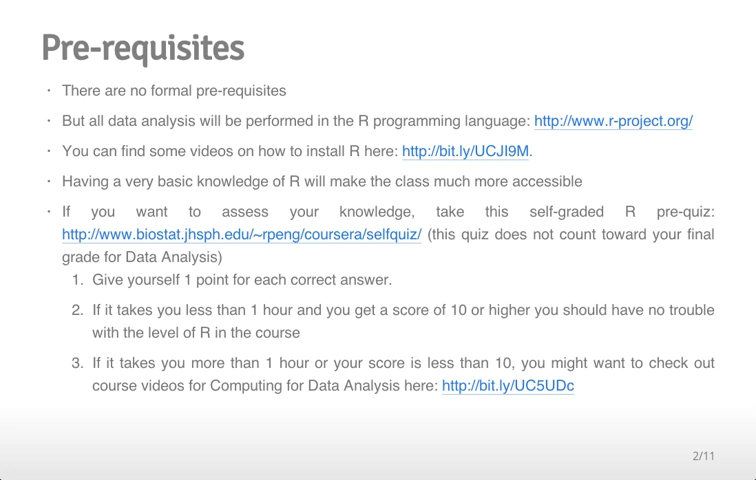 Pre-requisites
· There are no formal pre-requisites
· But all data analysis will be performed in the R programming language: http://www.r-project.org/
· You can find some videos on how to install R here: http://bit.ly/UCJI9M.
· Having a very basic knowledge of R will make the class much more accessible
· If you want to assess your knowledge, take this self-graded R pre-quiz:
http://www.biostat.jhsph.edu/~rpeng/coursera/selfquiz/ (this quiz does not count toward your final
grade for Data Analysis)
1. Give yourself 1 point for each correct answer.
2. If it takes you less than 1 hour and you get a score of 10 or higher you should have no trouble
with the level of R in the course
3. If it takes you more than 1 hour or your score is less than 10, you might want to check out
course videos for Computing for Data Analysis here: http://bit.ly/UC5UDc
2/11